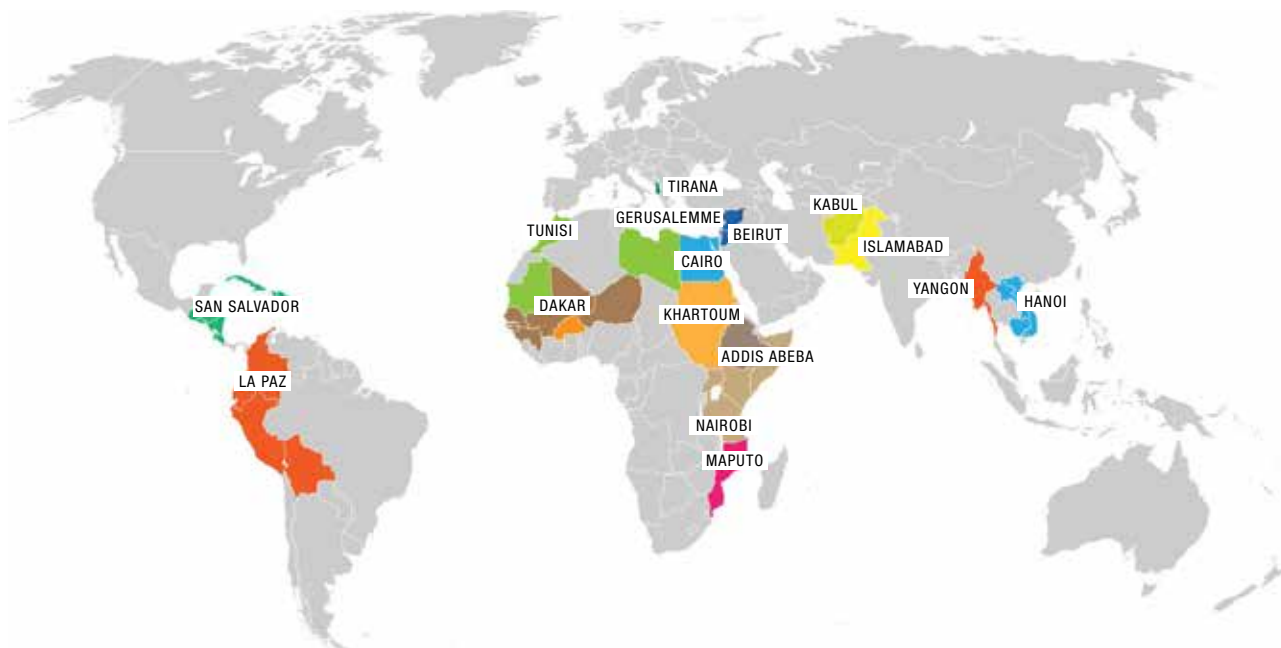 TIRANA
KABUL
GERUSALEMME
TUNISI
BEIRUT
ISLAMABAD
CAIRO
YANGON
HANOI
SAN SALVADOR
DAKAR
KHARTOUM
ADDIS ABEBA
LA PAZ
NAIROBI
MAPUTO